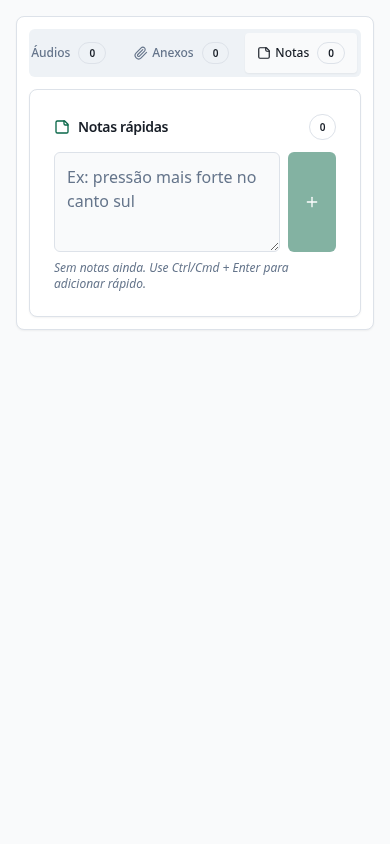 Áudios 0 Anexos 0 Notas 0
Notas rápidas 0
Ex: pressão mais forte no
canto sul
+
Sem notas ainda. Use Ctrl/Cmd + Enter para
adicionar rápido.